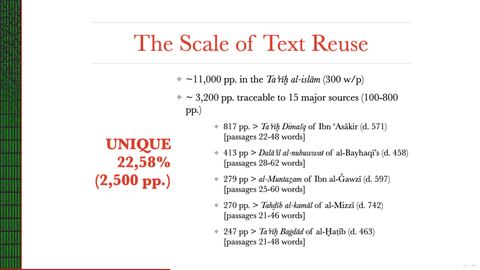 The Scale of Text Reuse
~11,000 pp. in the Taʾrīḫ al-islām (300 w/p)
~ 3,200 pp. traceable to 15 major sources (100-800
pp.)
UNIQUE
22,58%
(2,500 pp.)
817 pp. > Taʾrīḫ Dimašq of Ibn ʿAsākir (d. 571)
[passages 22-48 words]
413 pp > Dalāʾil al-nubuwwat of al-Bayhaqī's (d. 458)
[passages 28-62 words]
279 pp > al-Muntaẓam of Ibn al-Ǧawzī (d. 597)
[passages 25-60 words]
270 pp. > Tahḏīb al-kamāl of al-Mizzī (d. 742)
[passages 21-46 words]
247 pp > Taʾrīḫ Baġdād of al-Ḫaṭīb (d. 463)
[passages 21-48 words]